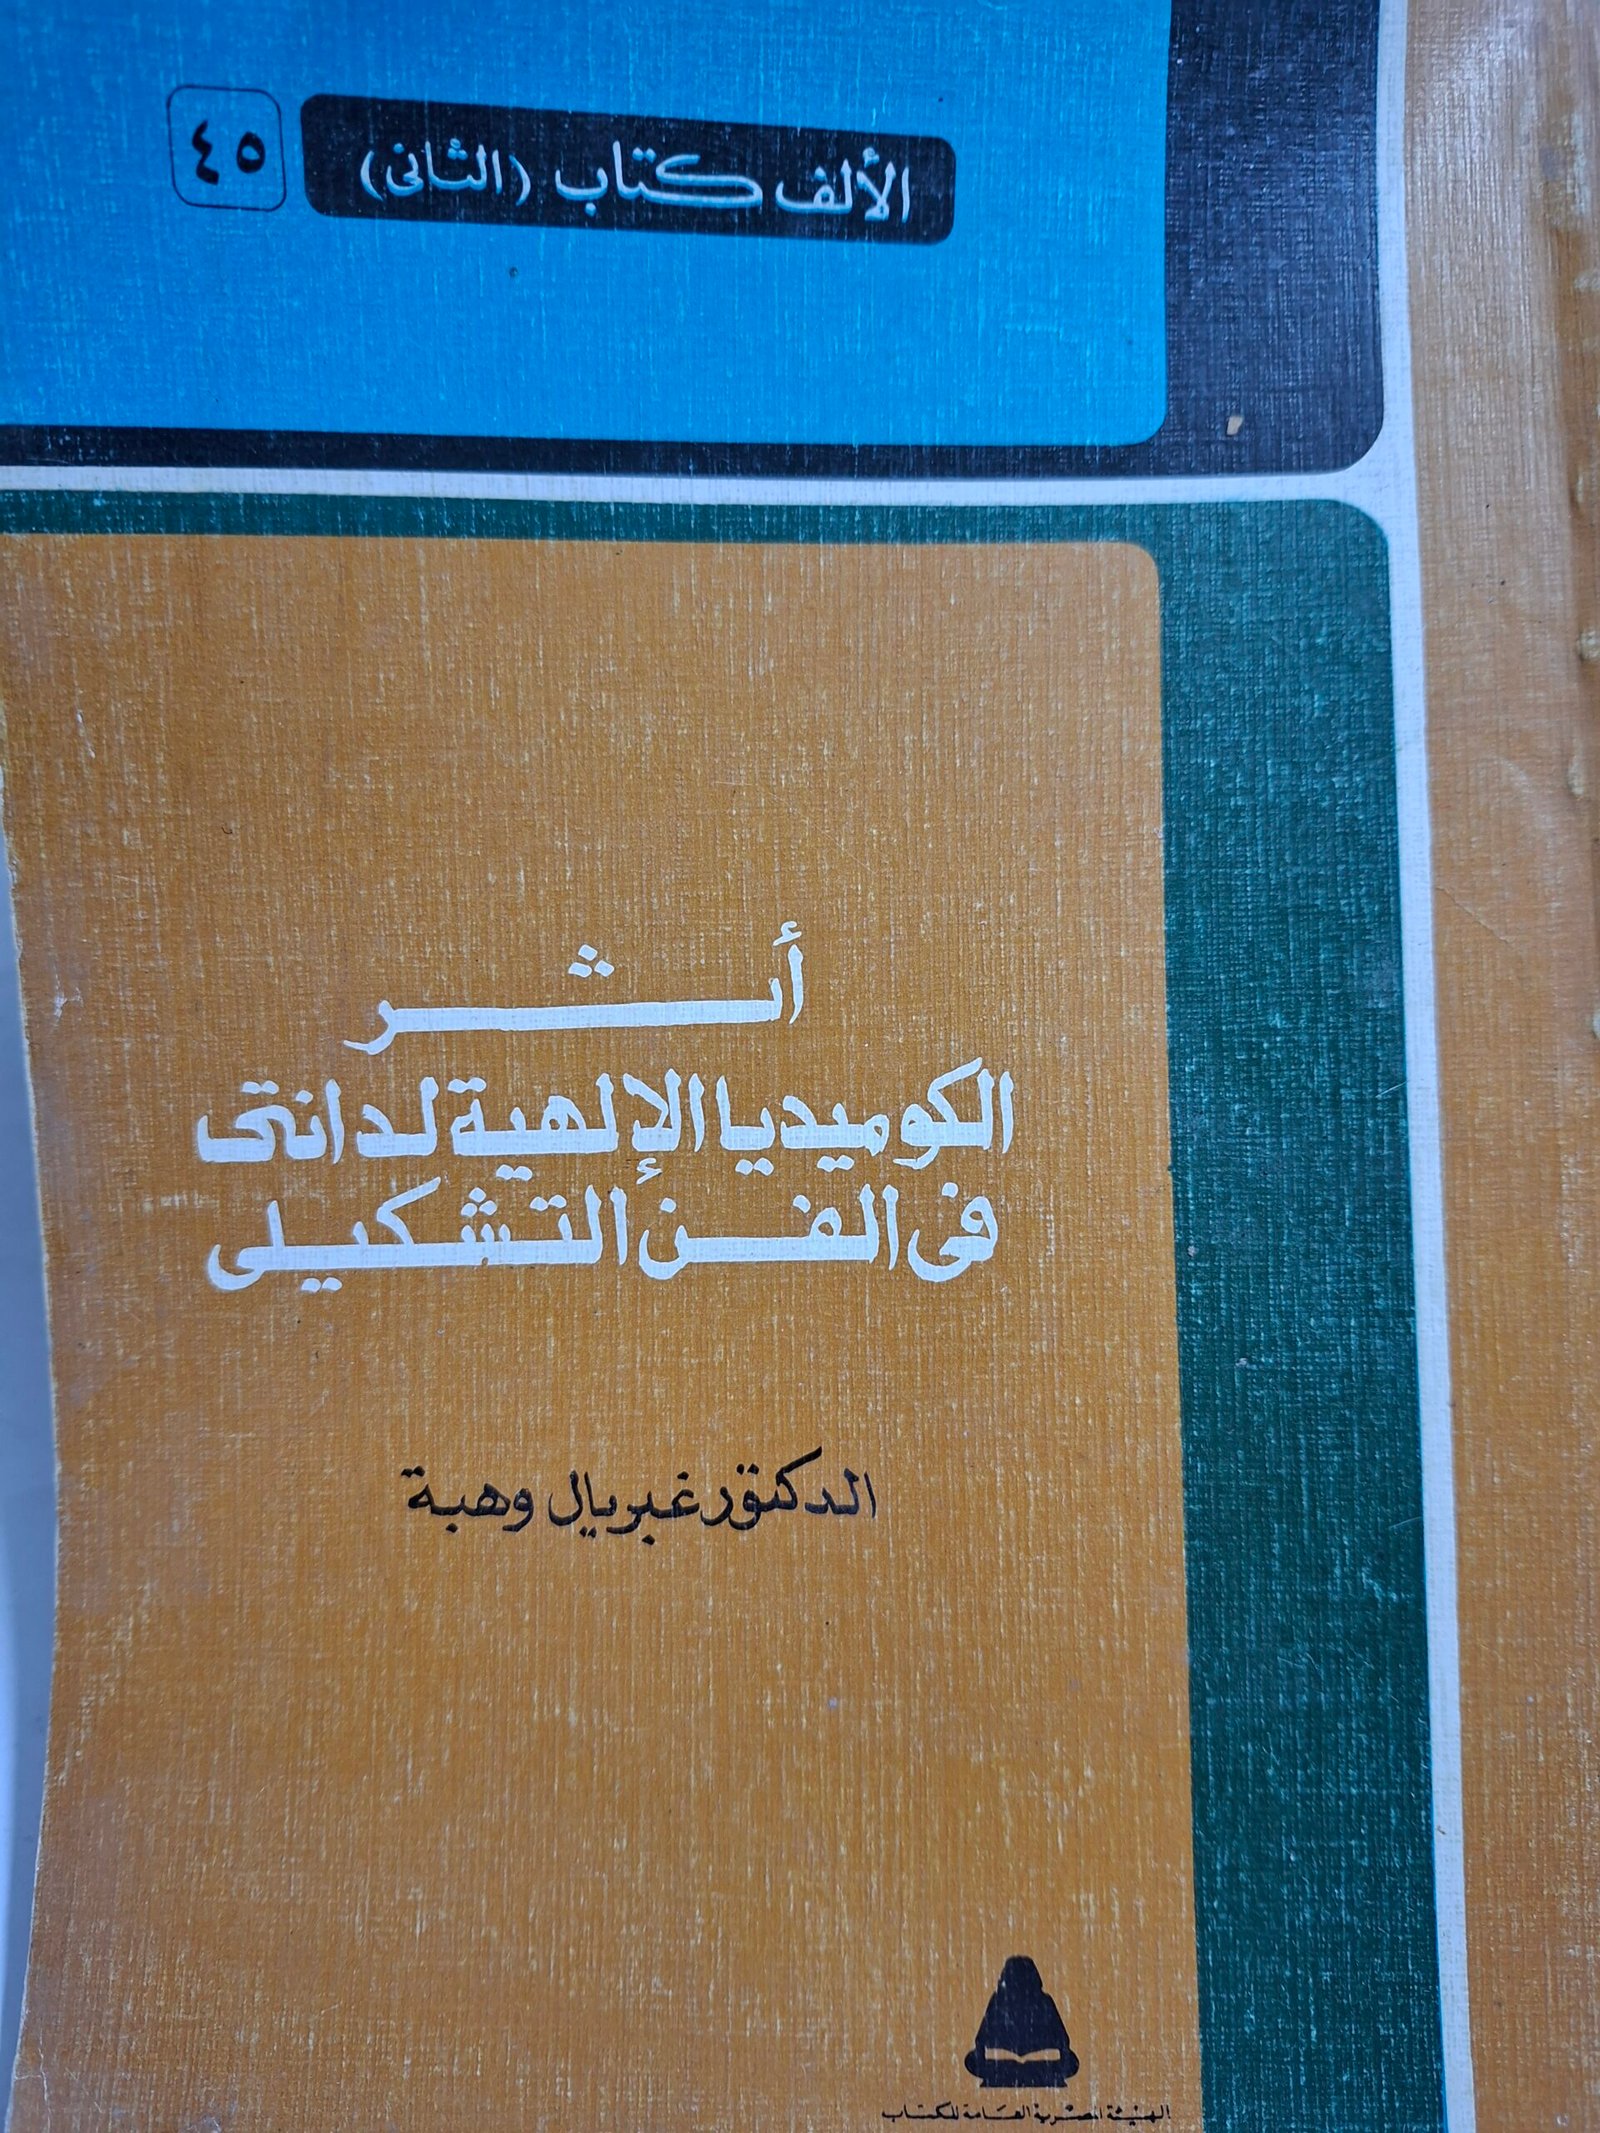 الألف كتاب (الثانى) ٤٥
أثر
الكوميديا الإلهية لدانتى
فى الفن التشكيلى
الدكتور غبريال وهبة
الهيئة المصرية العامة للكتاب